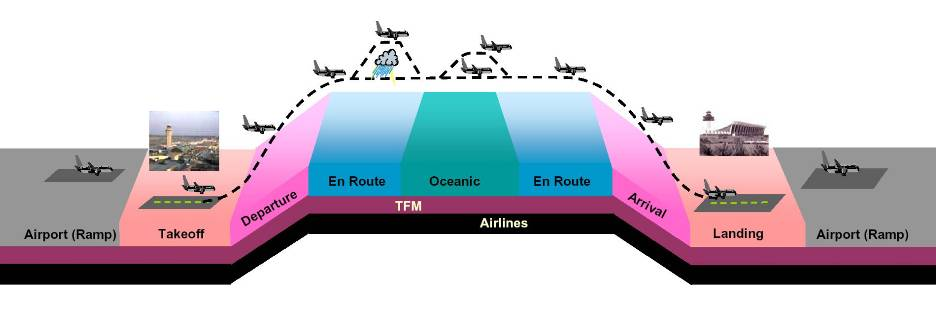 En Route
Oceanic
En Route
Departure
Arrival
TFM
Airlines
Airport (Ramp)
Takeoff
Landing
Airport (Ramp)